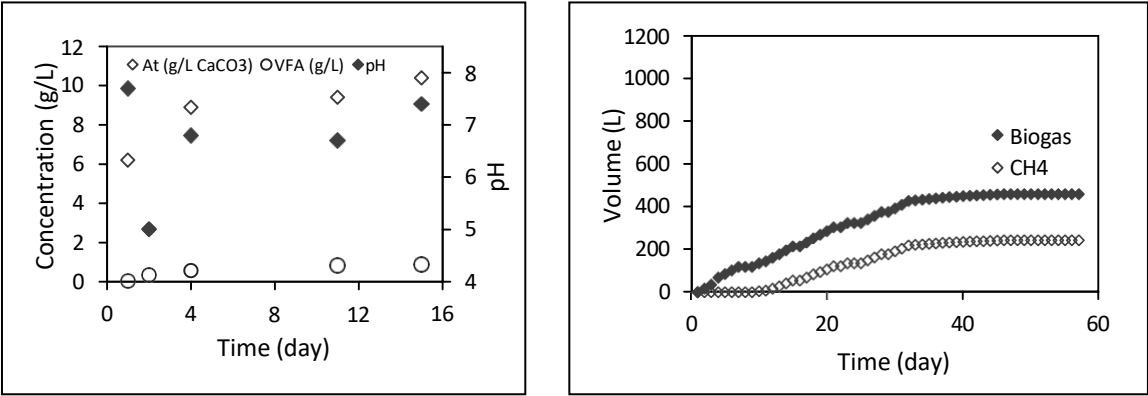 12
10
8
6
4
2
0
Concentration (g/L)
At (g/L CaCO3) VFA (g/L) pH
8
7
6
5
4
pH
0 4 8 12 16
Time (day)
1200
1000
800
600
400
200
0
Volume (L)
Biogas
CH4
0 20 40 60
Time (day)